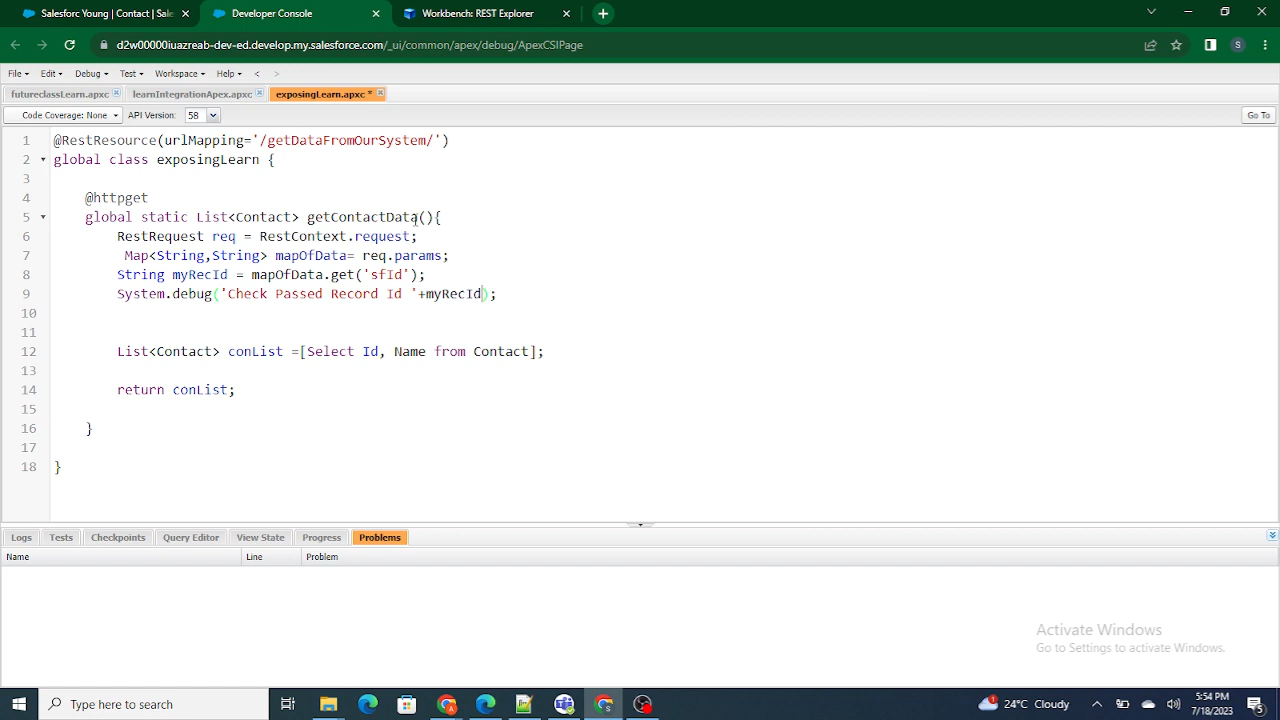 Salesforc Young | Contact | Sale
Developer Console
Workbench: REST Explorer
d2w00000iuazreab-dev-ed.develop.my.salesforce.com/_ui/common/apex/debug/ApexCSIPage
S
File Edit Debug Test Workspace Help < >
futureclassLearn.apxc learnIntegrationApex.apxc exposingLearn.apxc *
Code Coverage: None API Version: 58 Go To
1 @RestResource(urlMapping='/getDataFromOurSystem/')
2 global class exposingLearn {
3
4 @httpget
5 global static List<Contact> getContactData(){
6 RestRequest req = RestContext.request;
7 Map<String,String> mapOfData= req.params;
8 String myRecId = mapOfData.get('sfId');
9 System.debug('Check Passed Record Id '+myRecId);
10
11
12 List<Contact> conList =[Select Id, Name from Contact];
13
14 return conList;
15
16 }
17
18 }
Logs Tests Checkpoints Query Editor View State Progress Problems
Name Line Problem
Activate Windows
Go to Settings to activate Windows.
Type here to search
24°C Cloudy
5:54 PM
7/18/2023